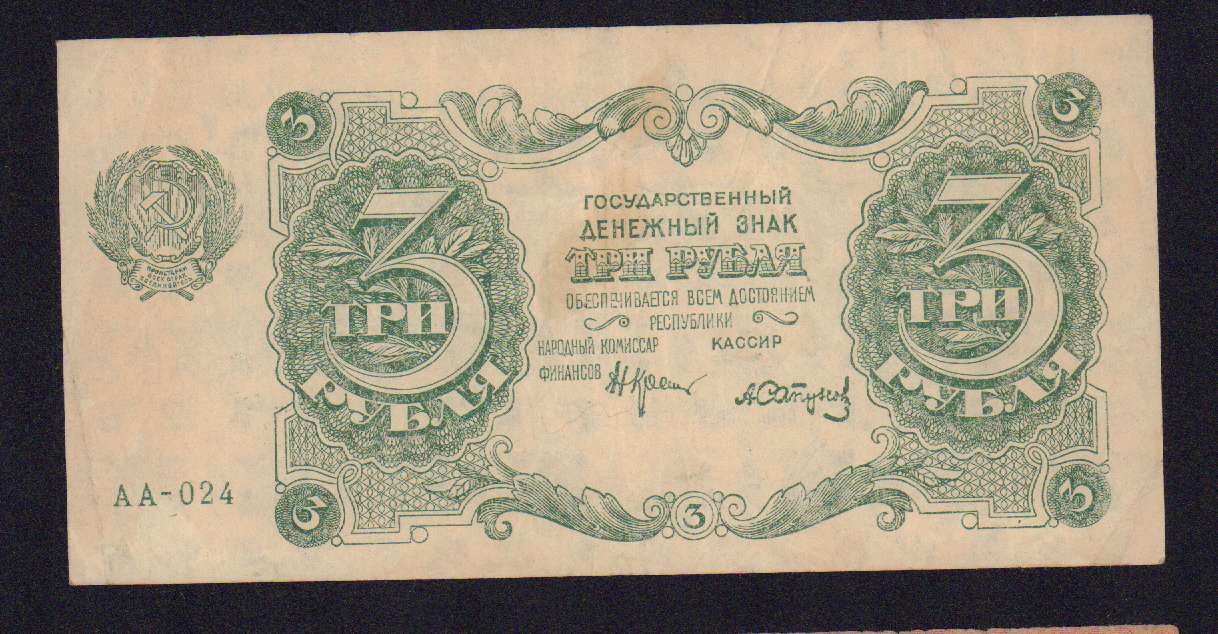 3
3
ГОСУДАРСТВЕННЫЙ
ДЕНЕЖНЫЙ ЗНАК
ТРИ РУБЛЯ
ОБЕСПЕЧИВАЕТСЯ ВСЕМ ДОСТОЯНИЕМ
РЕСПУБЛИКИ
НАРОДНЫЙ КОМИССАР
ФИНАНСОВ
КАССИР
3
ТРИ
РУБЛЯ
3
ТРИ
РУБЛЯ
АА-024
3
3
3